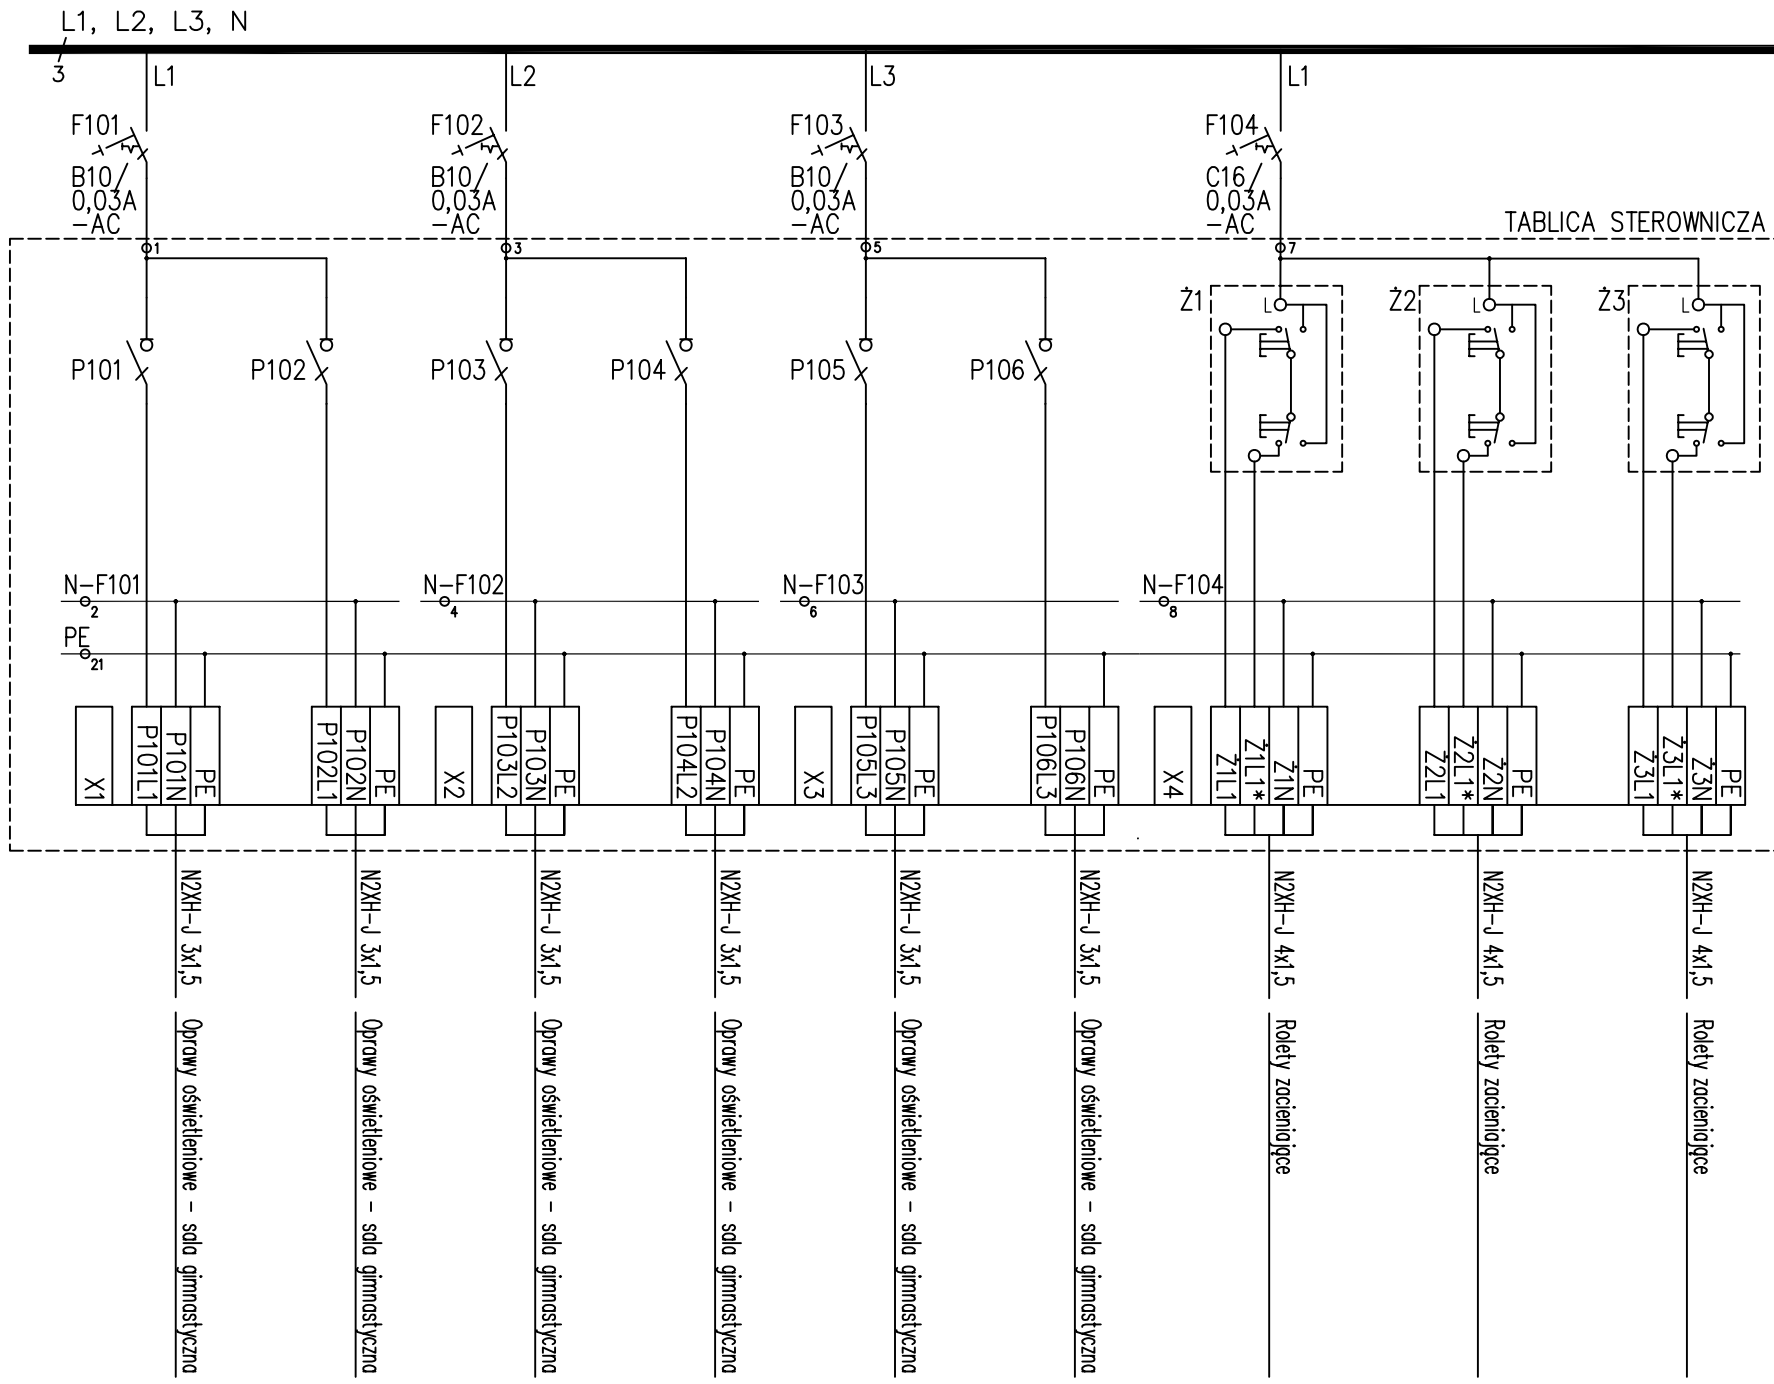 L1, L2, L3, N
3
L1
L2
L3
L1
F101
B10
0,03A
-AC
F102
B10
0,03A
-AC
F103
B10
0,03A
-AC
F104
C16
0,03A
-AC
TABLICA STEROWNICZA
1
3
5
7
Ż1
L
Ż2
L
Ż3
L
P101
P102
P103
P104
P105
P106
N-F101
2
N-F102
4
N-F103
6
N-F104
8
PE
21
X1
P101L1
P101N
PE
P102L1
P102N
PE
X2
P103L2
P103N
PE
P104L2
P104N
PE
X3
P105L3
P105N
PE
P106L3
P106N
PE
X4
Ż1L1
Ż1L1*
Ż1N
PE
Ż2L1
Ż2L1*
Ż2N
PE
Ż3L1
Ż3L1*
Ż3N
PE
N2XH-J 3x1,5
N2XH-J 3x1,5
N2XH-J 3x1,5
N2XH-J 3x1,5
N2XH-J 3x1,5
N2XH-J 3x1,5
N2XH-J 4x1,5
N2XH-J 4x1,5
N2XH-J 4x1,5
Oprawy oświetleniowe - sala gimnastyczna
Oprawy oświetleniowe - sala gimnastyczna
Oprawy oświetleniowe - sala gimnastyczna
Oprawy oświetleniowe - sala gimnastyczna
Oprawy oświetleniowe - sala gimnastyczna
Oprawy oświetleniowe - sala gimnastyczna
Rolety zacieniające
Rolety zacieniające
Rolety zacieniające